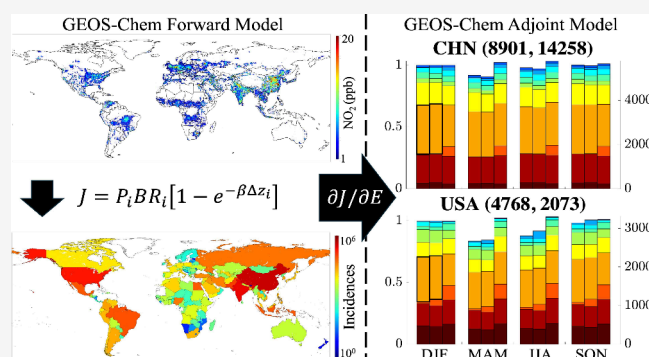 GEOS-Chem Forward Model
20
NO₂ (ppb)
1
J = PᵢBRᵢ[1 − e^(−βΔzᵢ)]
∂J/∂E
10⁶
Incidences
10⁰
GEOS-Chem Adjoint Model
CHN (8901, 14258)
1
0.5
0
4000
2000
0
USA (4768, 2073)
1
0.5
0
3000
2000
1000
0
DJF MAM JJA SON